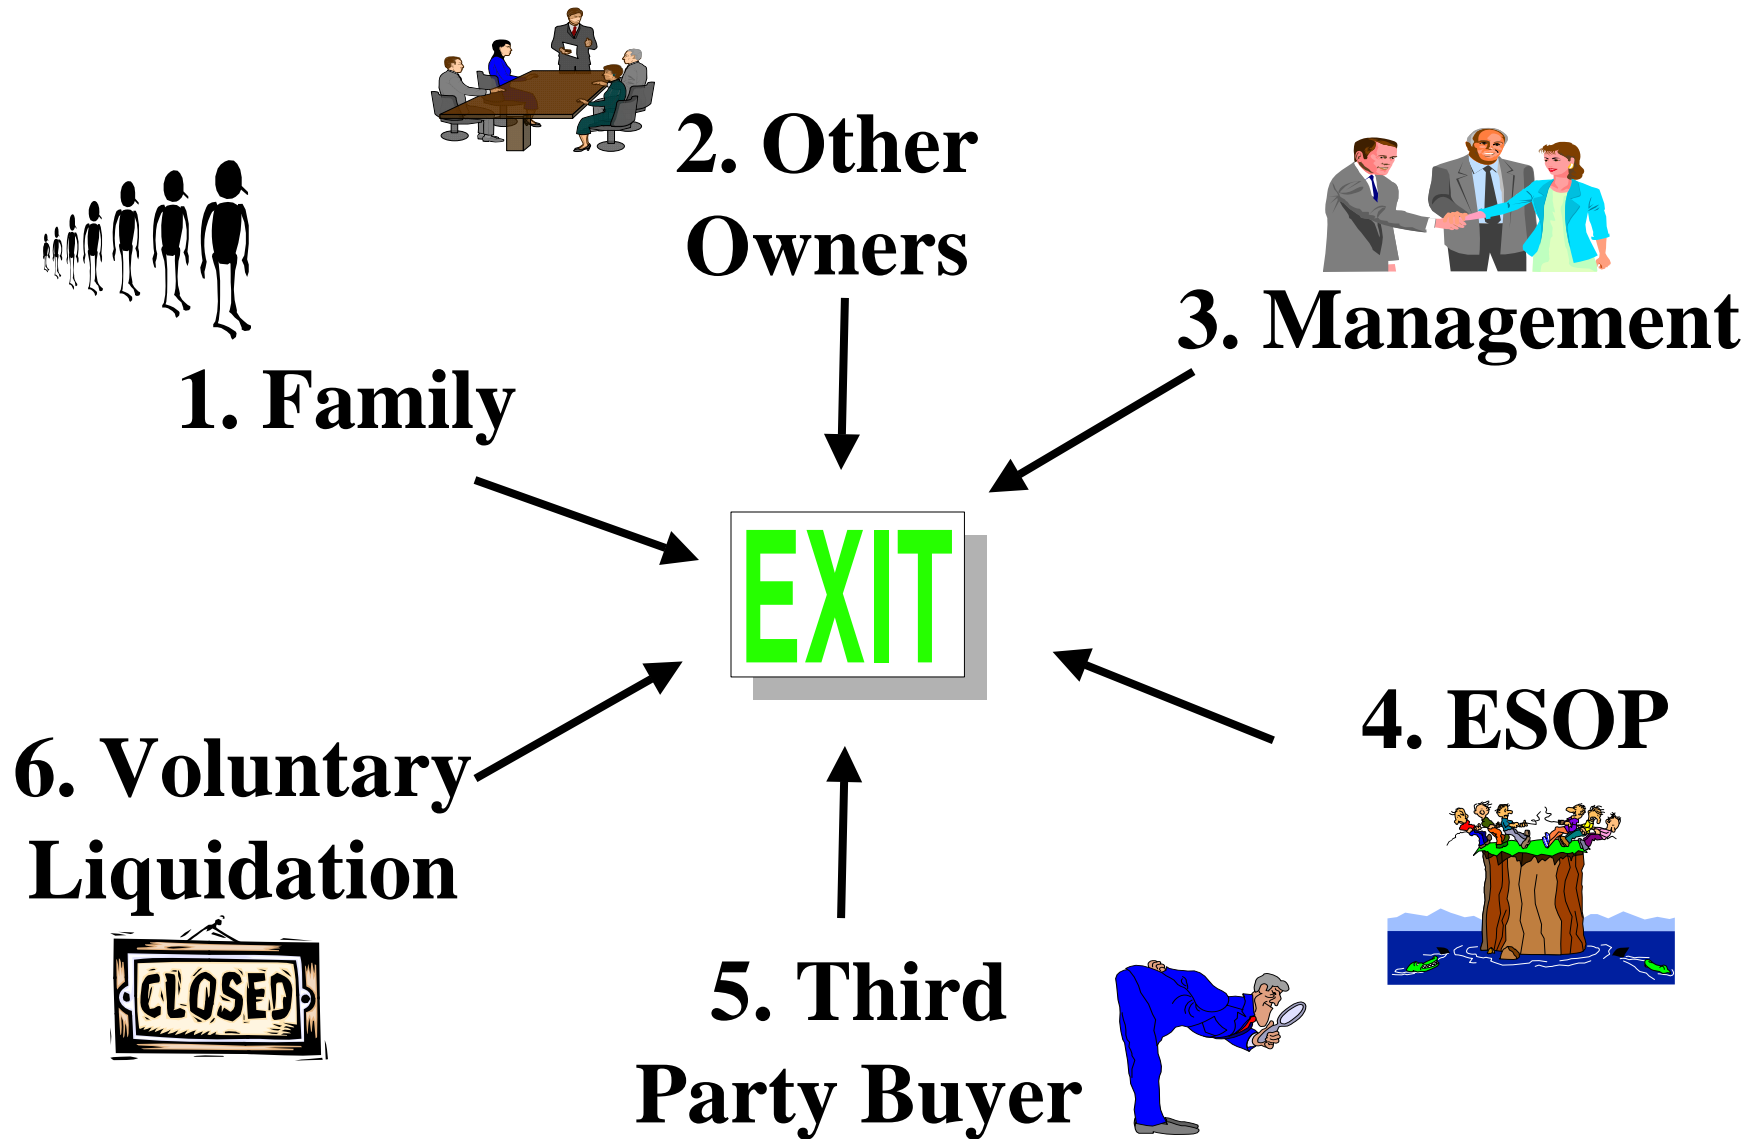 1. Family
2. Other
Owners
3. Management
EXIT
4. ESOP
5. Third
Party Buyer
6. Voluntary
Liquidation
CLOSED